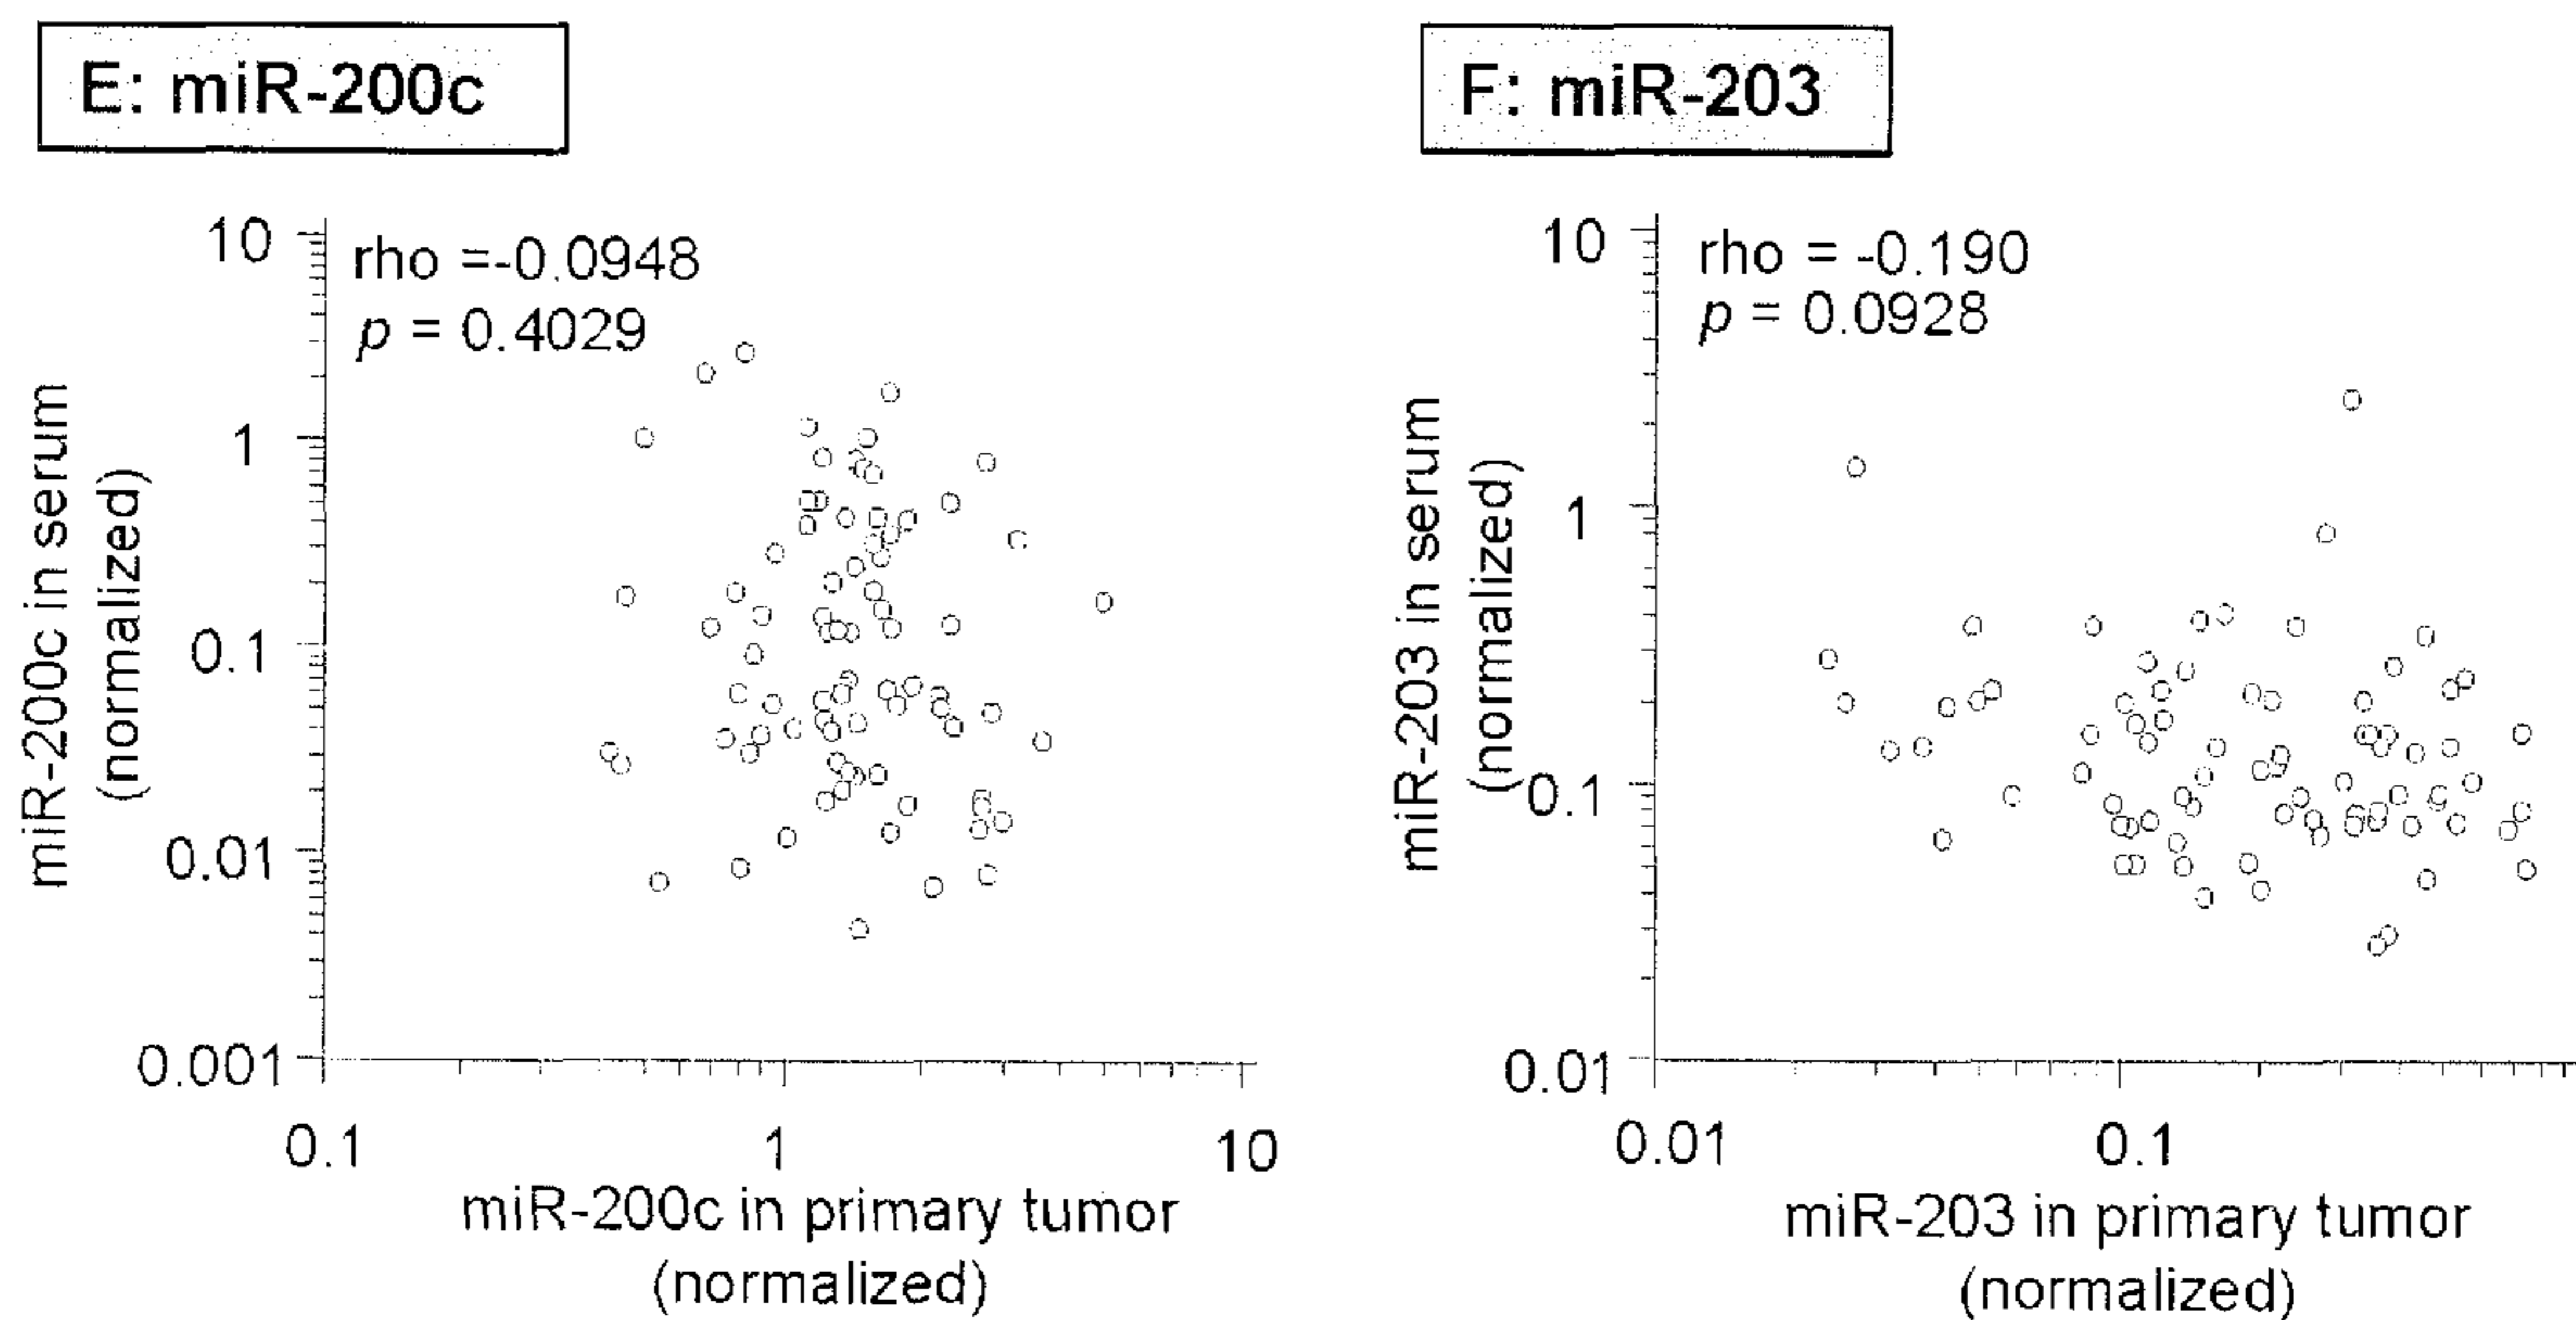 E: miR-200c
rho =-0.0948
p = 0.4029
10
1
0.1
0.01
0.001
miR-200c in serum
(normalized)
0.1
1
10
miR-200c in primary tumor
(normalized)
F: miR-203
rho = -0.190
p = 0.0928
10
1
0.1
0.01
miR-203 in serum
(normalized)
0.01
0.1
miR-203 in primary tumor
(normalized)